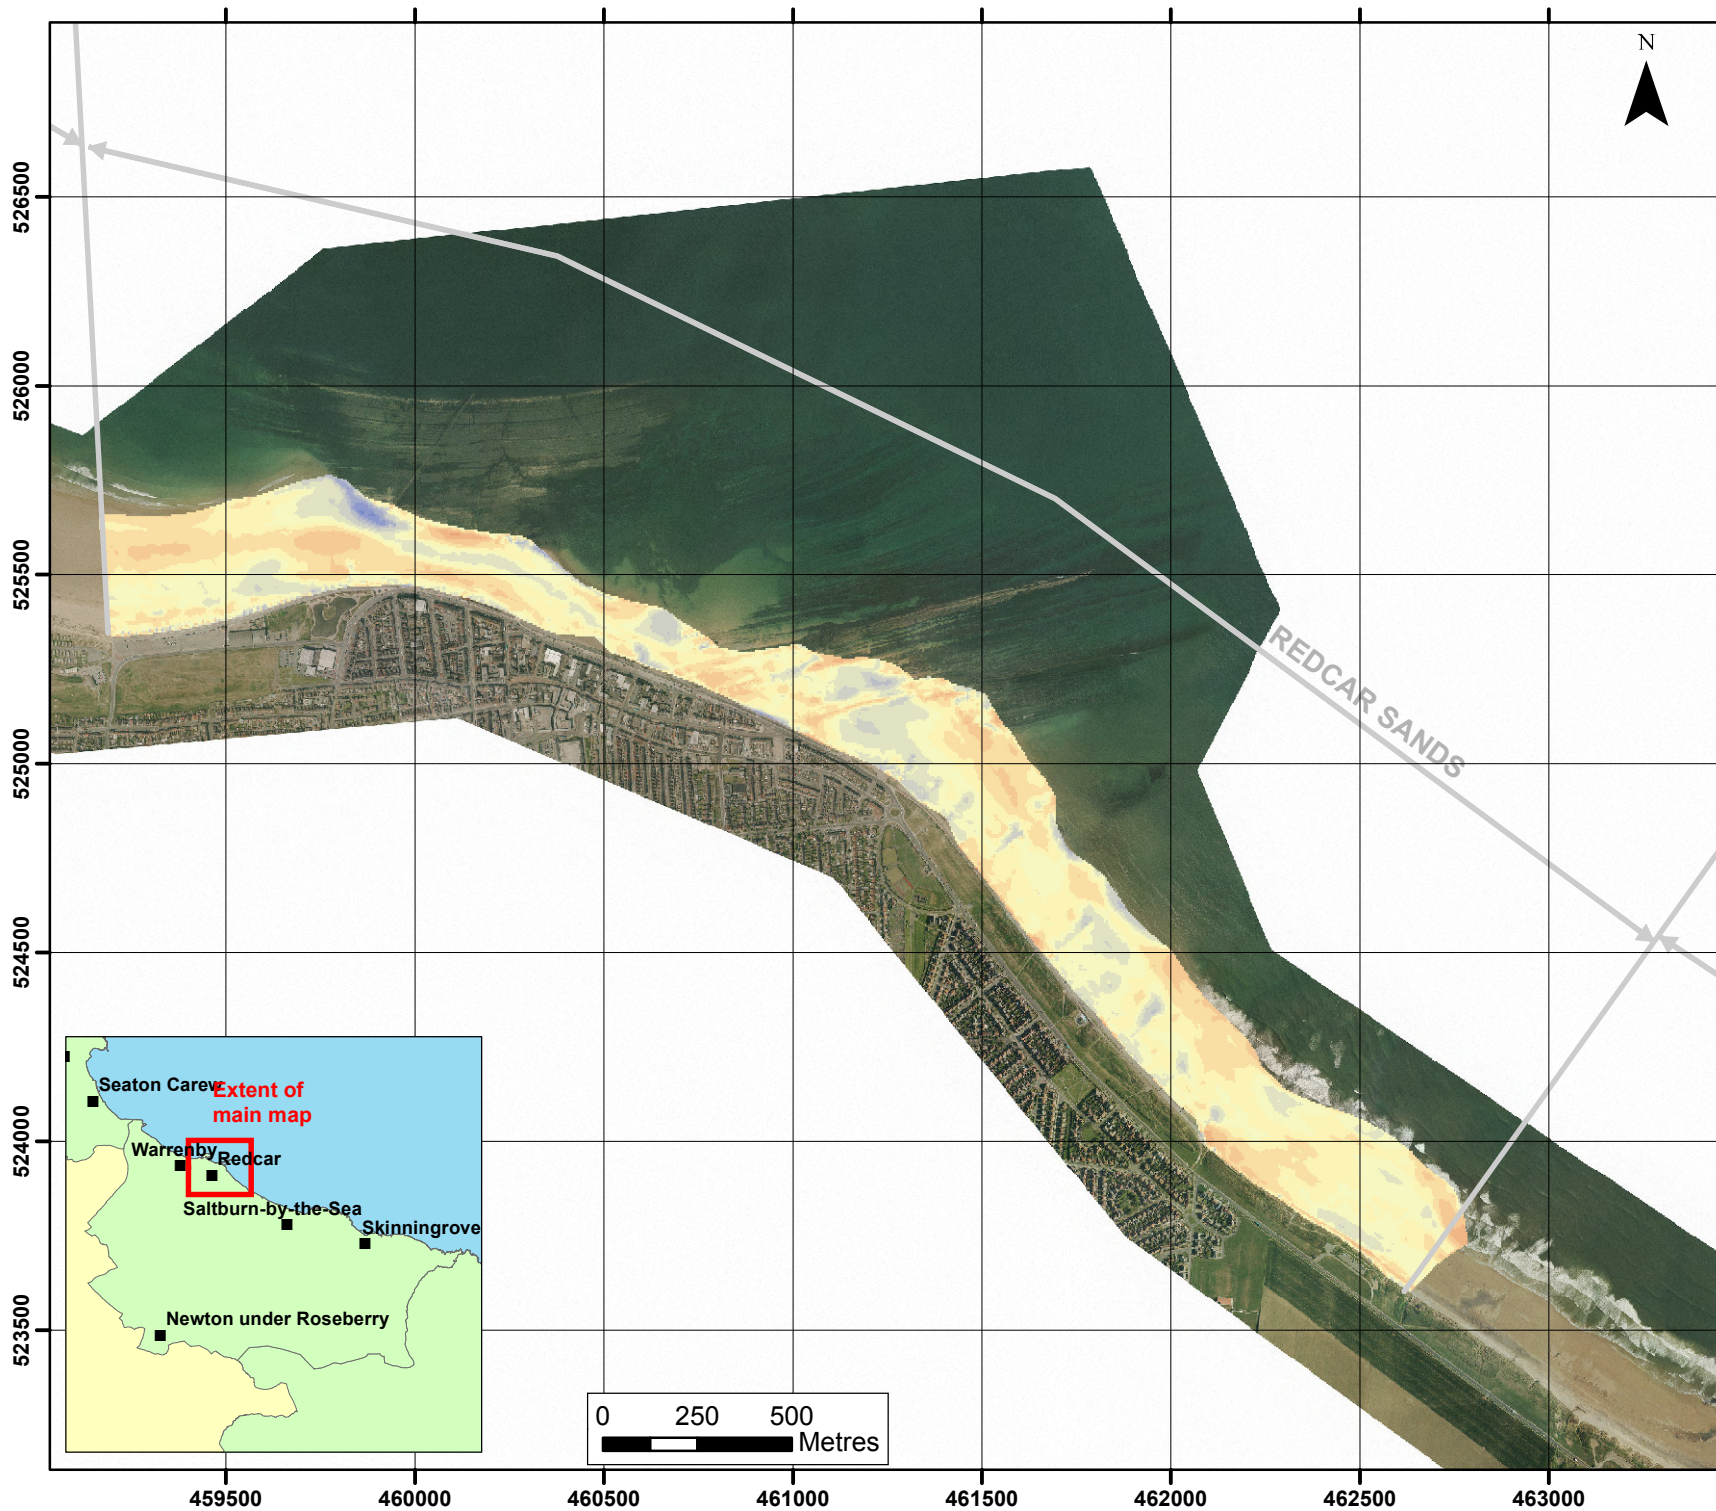 N
526500
526000
525500
525000
524500
524000
523500
REDCAR SANDS
Seaton Carew
Extent of
main map
Warrenby
Redcar
Saltburn-by-the-Sea
Skinningrove
Newton under Roseberry
0 250 500
Metres
459500 460000 460500 461000 461500 462000 462500 463000